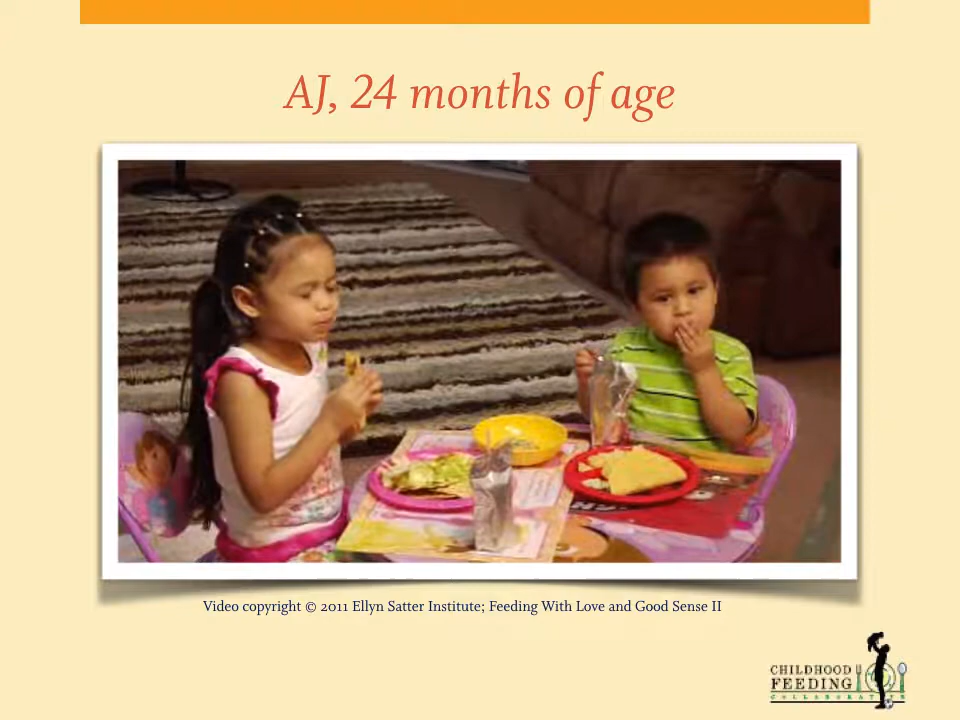 AJ, 24 months of age
Video copyright © 2011 Ellyn Satter Institute; Feeding With Love and Good Sense II
CHILDHOOD
FEEDING
COLLABORATIVE